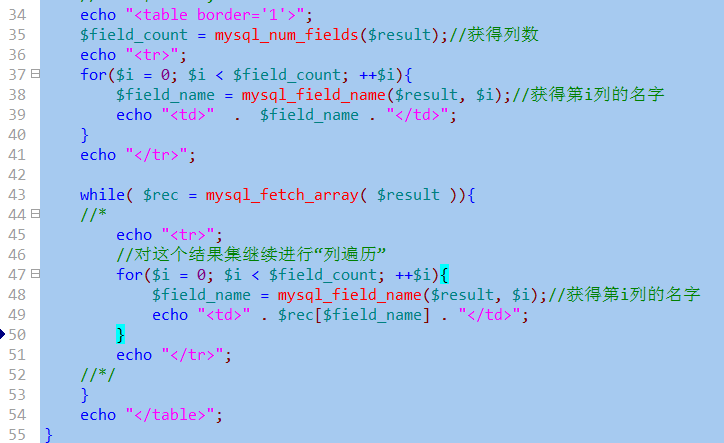 34 echo "<table border='1'>";
35 $field_count = mysql_num_fields($result);//获得列数
36 echo "<tr>";
37 for($i = 0; $i < $field_count; ++$i){
38 $field_name = mysql_field_name($result, $i);//获得第i列的名字
39 echo "<td>" . $field_name . "</td>";
40 }
41 echo "</tr>";
42
43 while( $rec = mysql_fetch_array( $result )){
44 //*
45 echo "<tr>";
46 //对这个结果集继续进行“列遍历”
47 for($i = 0; $i < $field_count; ++$i){
48 $field_name = mysql_field_name($result, $i);//获得第i列的名字
49 echo "<td>" . $rec[$field_name] . "</td>";
50 }
51 echo "</tr>";
52 //*/
53 }
54 echo "</table>";
55 }